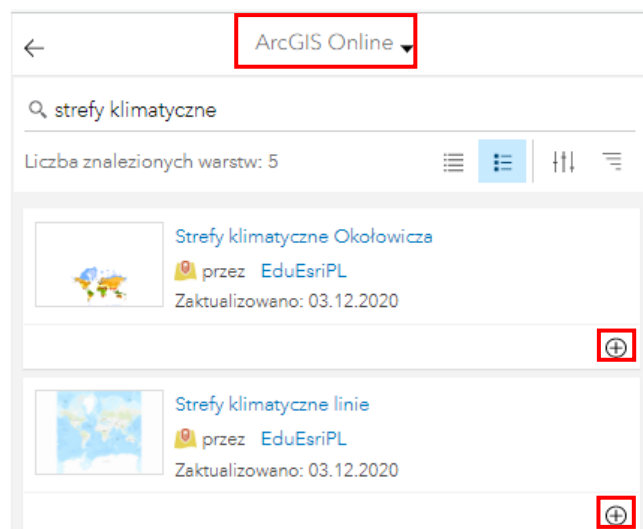 ArcGIS Online
strefy klimatyczne
Liczba znalezionych warstw: 5
Strefy klimatyczne Okołowicza
przez EduEsriPL
Zaktualizowano: 03.12.2020
Strefy klimatyczne linie
przez EduEsriPL
Zaktualizowano: 03.12.2020